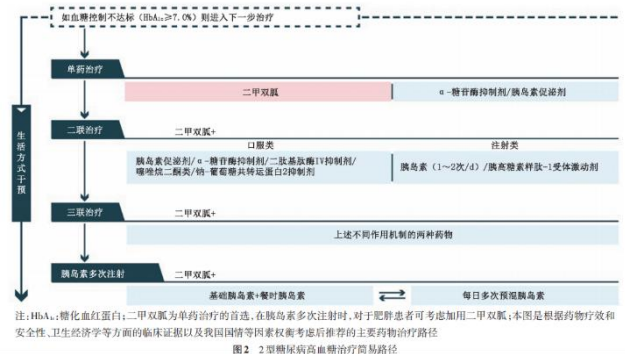 如血糖控制不达标（HbA₁c≥7.0%）则进入下一步治疗
单药治疗
二甲双胍
α-糖苷酶抑制剂/胰岛素促泌剂
生活方式干预
二联治疗
二甲双胍+
口服类
注射类
胰岛素促泌剂/α-糖苷酶抑制剂/二肽基肽酶IV抑制剂/
噻唑烷二酮类/钠-葡萄糖共转运蛋白2抑制剂
胰岛素（1～2次/d）/胰高糖素样肽-1受体激动剂
三联治疗
二甲双胍+
上述不同作用机制的两种药物
胰岛素多次注射
二甲双胍+
基础胰岛素+餐时胰岛素
每日多次预混胰岛素
注：HbA₁c：糖化血红蛋白；二甲双胍为单药治疗的首选，在胰岛素多次注射时，对于肥胖患者可考虑加用二甲双胍；本图是根据药物疗效和
安全性、卫生经济学等方面的临床证据以及我国国情等因素权衡考虑后推荐的主要药物治疗路径
图2 2型糖尿病高血糖治疗简易路径